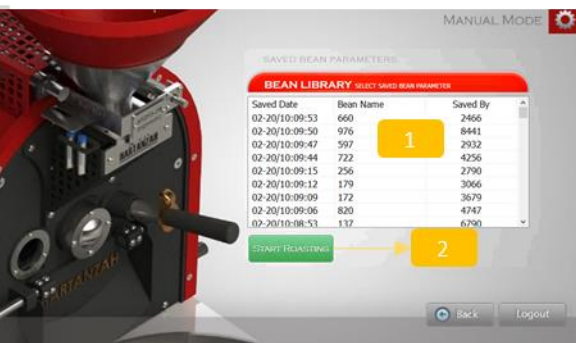 MANUAL MODE
SAVED BEAN PARAMETERS
BEAN LIBRARY SELECT SAVED BEAN PARAMETER
Saved Date Bean Name Saved By
02-20/10:09:53 660 2466
02-20/10:09:50 976 8441
02-20/10:09:47 597 2932
02-20/10:09:44 722 4256
02-20/10:09:15 256 2790
02-20/10:09:12 179 3066
02-20/10:09:09 172 3679
02-20/10:09:06 820 4747
02-20/10:08:53 137 6790
1
START ROASTING
2
Back Logout
HARTANZAH
HARTANZAH